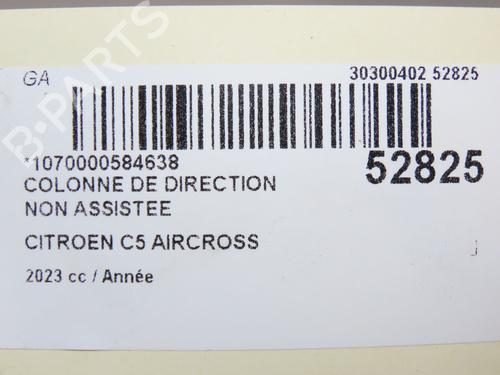 GA
30300402 52825
*1070000584638
52825
COLONNE DE DIRECTION
NON ASSISTEE
CITROEN C5 AIRCROSS
2023 cc / Année
B-PARTS